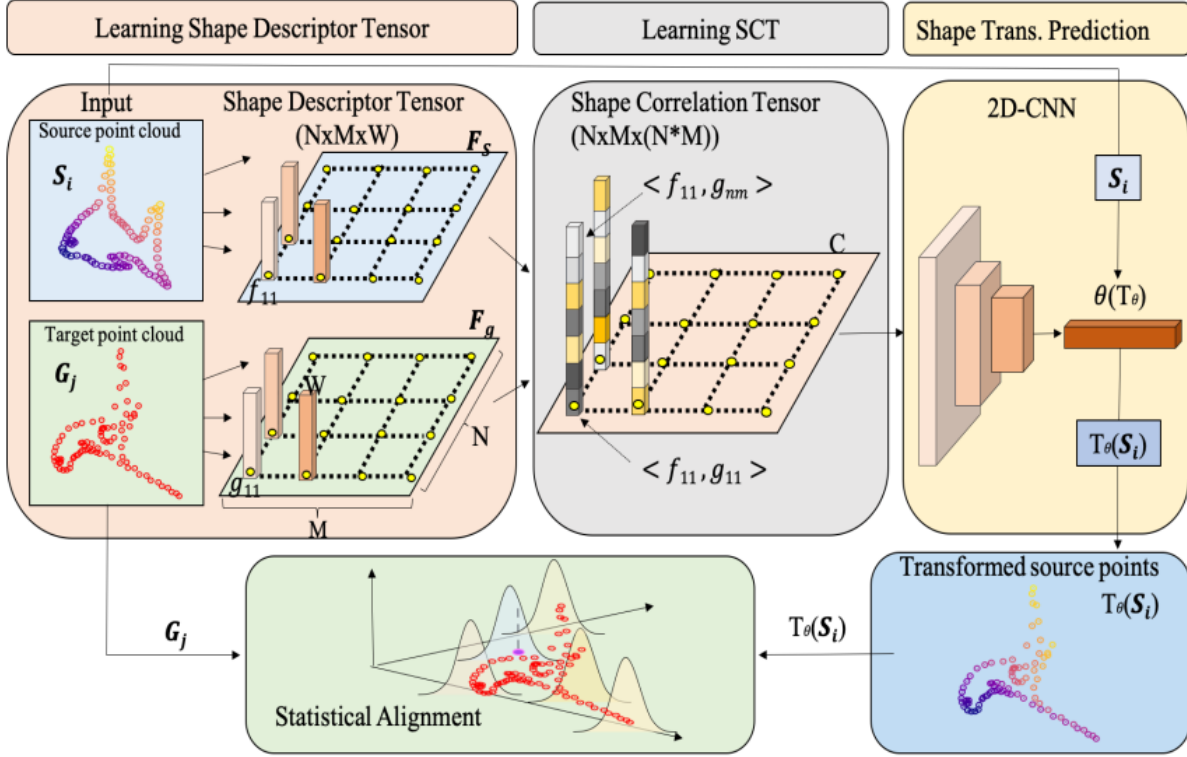 Learning Shape Descriptor Tensor
Learning SCT
Shape Trans. Prediction
Input
Source point cloud
S_i
Shape Descriptor Tensor
(NxMxW)
F_s
f_11
Target point cloud
G_j
F_g
W
g_11
N
M
Shape Correlation Tensor
(NxMx(N*M))
< f_11, g_nm >
C
< f_11, g_11 >
2D-CNN
S_i
θ(T_θ)
T_θ(S_i)
G_j
Statistical Alignment
T_θ(S_i)
Transformed source points
T_θ(S_i)